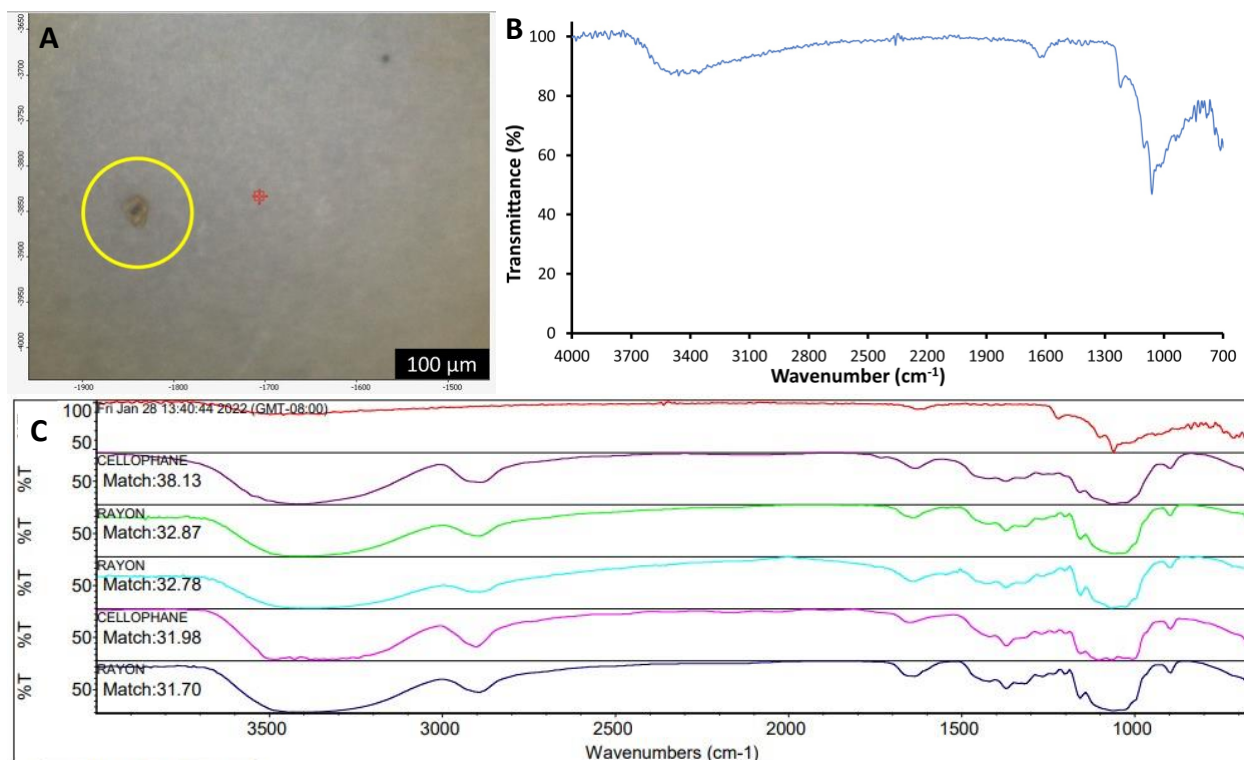 A
-3650
-3700
-3750
-3800
-3850
-3900
-3950
-4000
-1900
-1800
-1700
-1600
-1500
100 µm
B
100
80
60
40
20
0
Transmittance (%)
4000 3700 3400 3100 2800 2500 2200 1900 1600 1300 1000 700
Wavenumber (cm-1)
C
100
50
Fri Jan 28 13:40:44 2022 (GMT-08:00)
%T
50
CELLOPHANE
Match:38.13
%T
50
RAYON
Match:32.87
%T
50
RAYON
Match:32.78
%T
50
CELLOPHANE
Match:31.98
%T
50
RAYON
Match:31.70
3500 3000 2500 2000 1500 1000
Wavenumbers (cm-1)